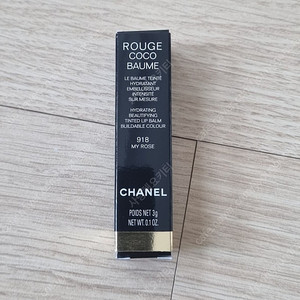 ROUGE
COCO
BAUME
LE BAUME TEINTÉ
HYDRATANT
EMBELLISSEUR
INTENSITÉ
SUR MESURE
HYDRATING
BEAUTIFYING
TINTED LIP BALM
BUILDABLE COLOUR
918
MY ROSE
CHANEL
POIDS NET 3g
NET WT. 0.1 OZ.